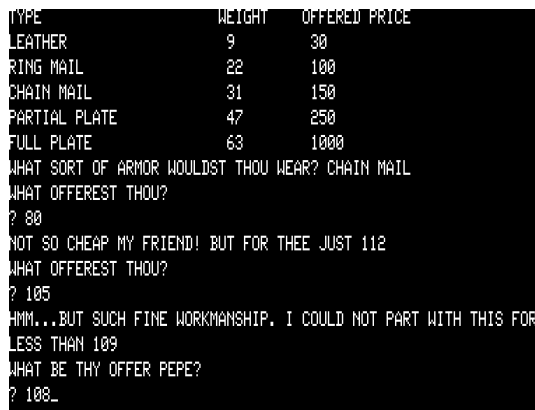 TYPE WEIGHT OFFERED PRICE
LEATHER 9 30
RING MAIL 22 100
CHAIN MAIL 31 150
PARTIAL PLATE 47 250
FULL PLATE 63 1000
WHAT SORT OF ARMOR WOULDST THOU WEAR? CHAIN MAIL
WHAT OFFEREST THOU?
? 80
NOT SO CHEAP MY FRIEND! BUT FOR THEE JUST 112
WHAT OFFEREST THOU?
? 105
HMM...BUT SUCH FINE WORKMANSHIP. I COULD NOT PART WITH THIS FOR
LESS THAN 109
WHAT BE THY OFFER PEPE?
? 108_